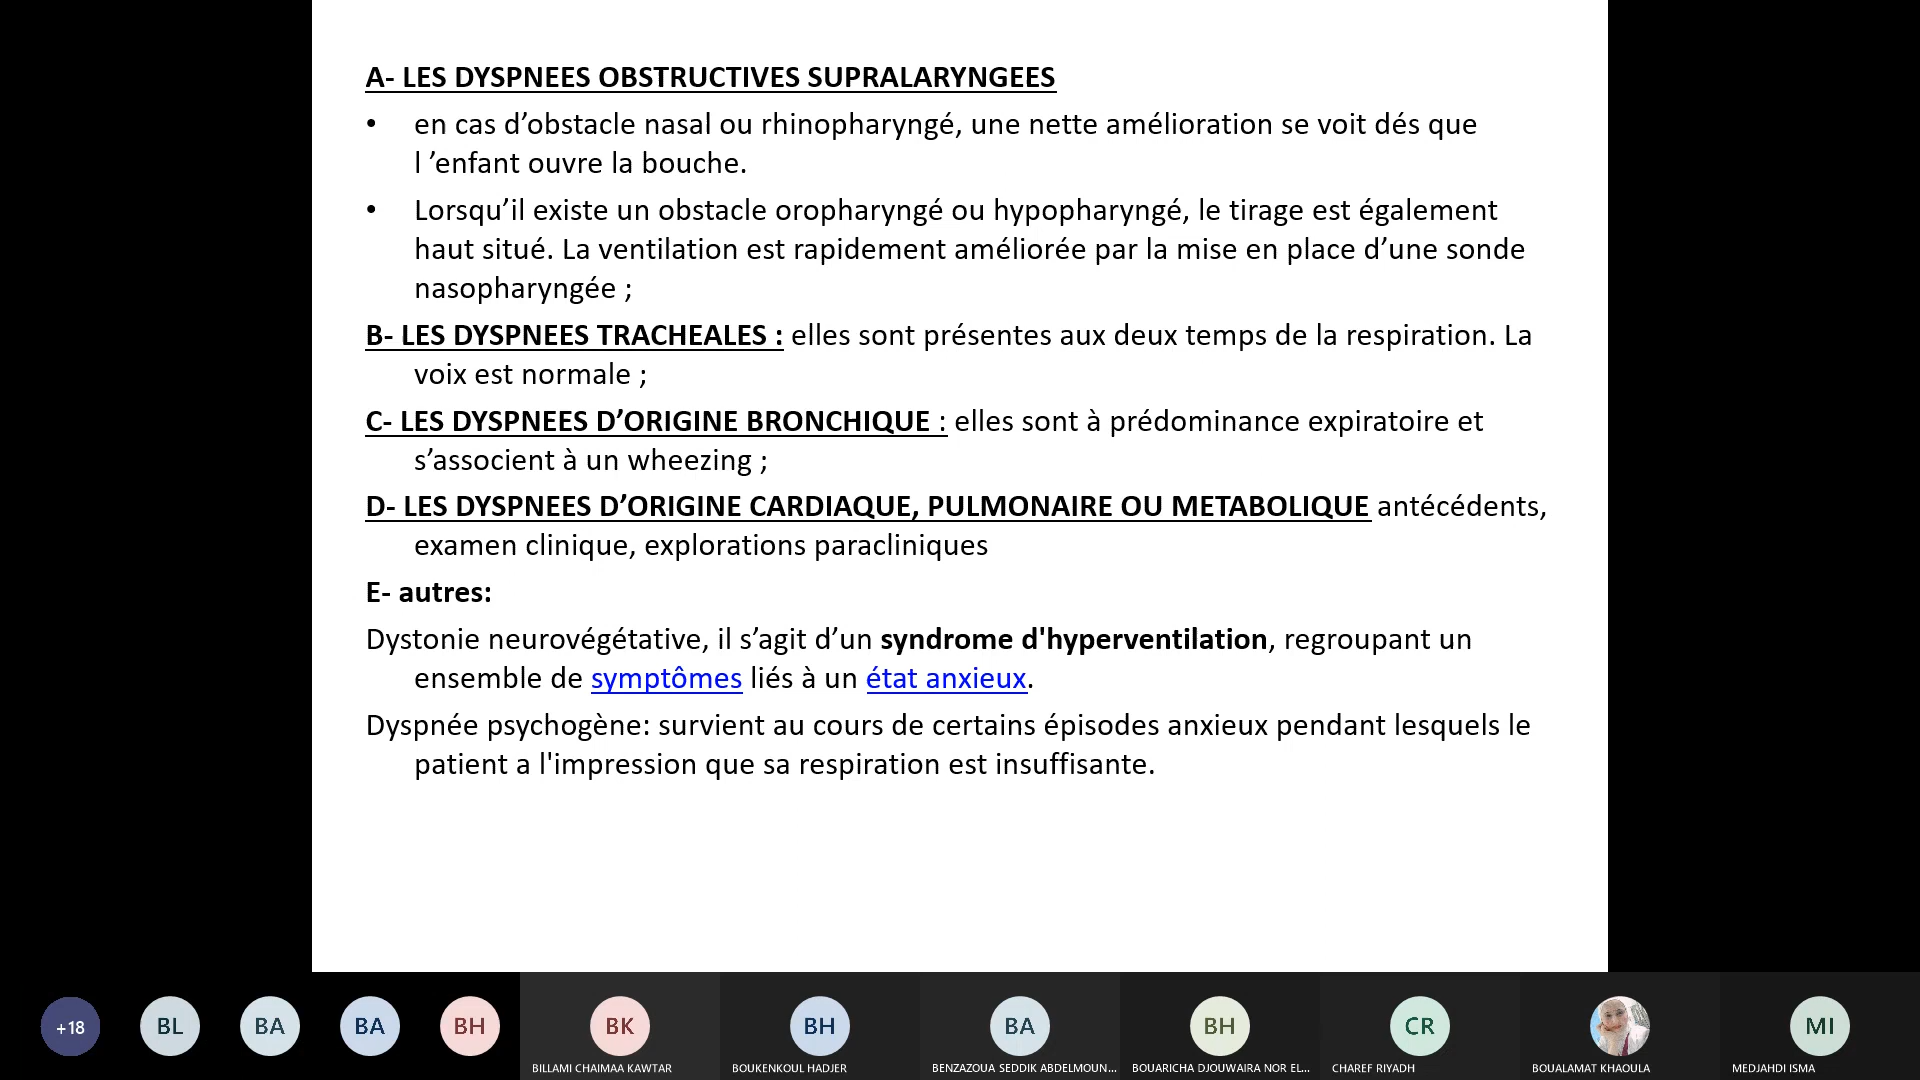 A- LES DYSPNEES OBSTRUCTIVES SUPRALARYNGEES
• en cas d’obstacle nasal ou rhinopharyngé, une nette amélioration se voit dés que
l ’enfant ouvre la bouche.
• Lorsqu’il existe un obstacle oropharyngé ou hypopharyngé, le tirage est également
haut situé. La ventilation est rapidement améliorée par la mise en place d’une sonde
nasopharyngée ;
B- LES DYSPNEES TRACHEALES : elles sont présentes aux deux temps de la respiration. La
voix est normale ;
C- LES DYSPNEES D’ORIGINE BRONCHIQUE : elles sont à prédominance expiratoire et
s’associent à un wheezing ;
D- LES DYSPNEES D’ORIGINE CARDIAQUE, PULMONAIRE OU METABOLIQUE antécédents,
examen clinique, explorations paracliniques
E- autres:
Dystonie neurovégétative, il s’agit d’un syndrome d'hyperventilation, regroupant un
ensemble de symptômes liés à un état anxieux.
Dyspnée psychogène: survient au cours de certains épisodes anxieux pendant lesquels le
patient a l'impression que sa respiration est insuffisante.
+18 BL BA BA BH BK BH BA BH CR MI
BILLAMI CHAIMAA KAWTAR BOUKENKOUL HADJER BENZAZOUA SEDDIK ABDELMOUN... BOUARICHA DJOUWAIRA NOR EL... CHAREF RIYADH BOUALAMAT KHAOULA MEDJAHDI ISMA